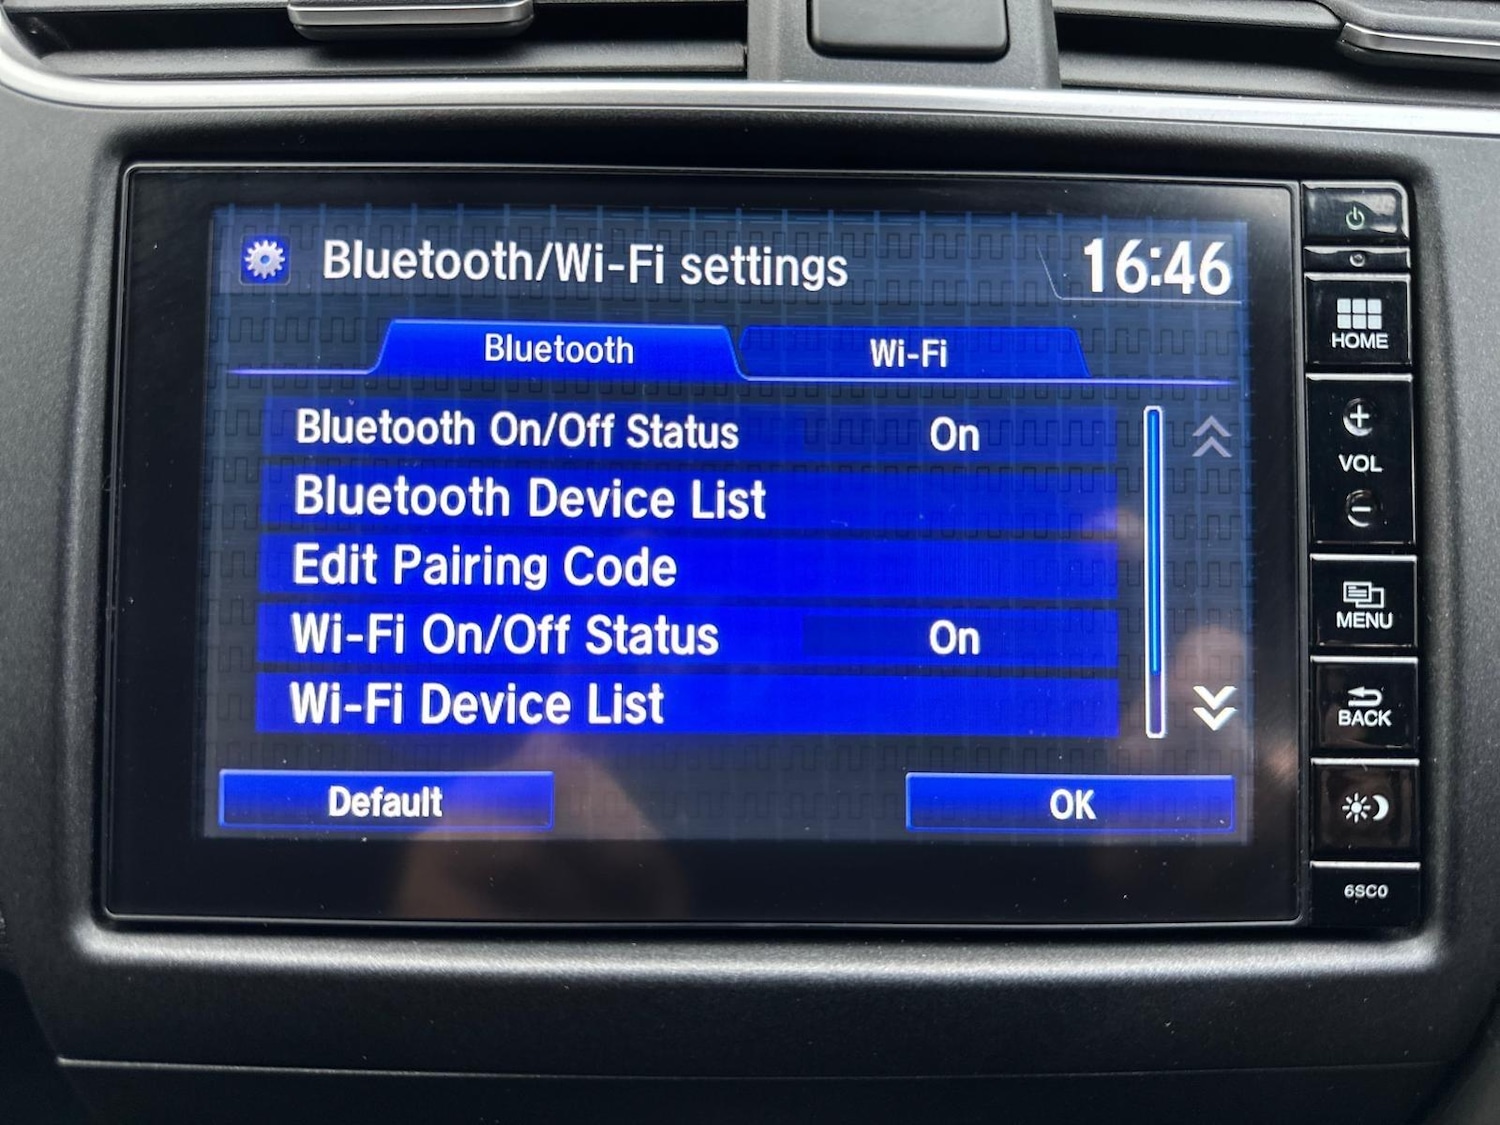 Bluetooth/Wi-Fi settings
16:46
Bluetooth
Wi-Fi
Bluetooth On/Off Status On
Bluetooth Device List
Edit Pairing Code
Wi-Fi On/Off Status On
Wi-Fi Device List
Default
OK
HOME
+
VOL
−
MENU
BACK
6SC0